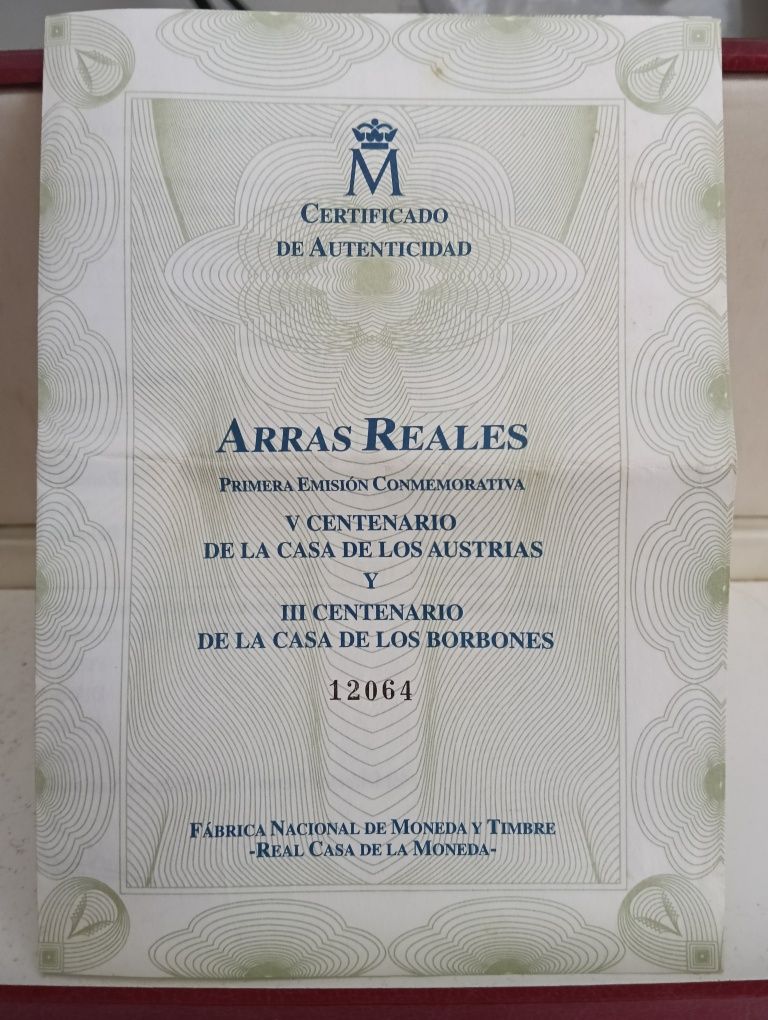 M
CERTIFICADO
DE AUTENTICIDAD
ARRAS REALES
PRIMERA EMISIÓN CONMEMORATIVA
V CENTENARIO
DE LA CASA DE LOS AUSTRIAS
Y
III CENTENARIO
DE LA CASA DE LOS BORBONES
12064
FÁBRICA NACIONAL DE MONEDA Y TIMBRE
-REAL CASA DE LA MONEDA-